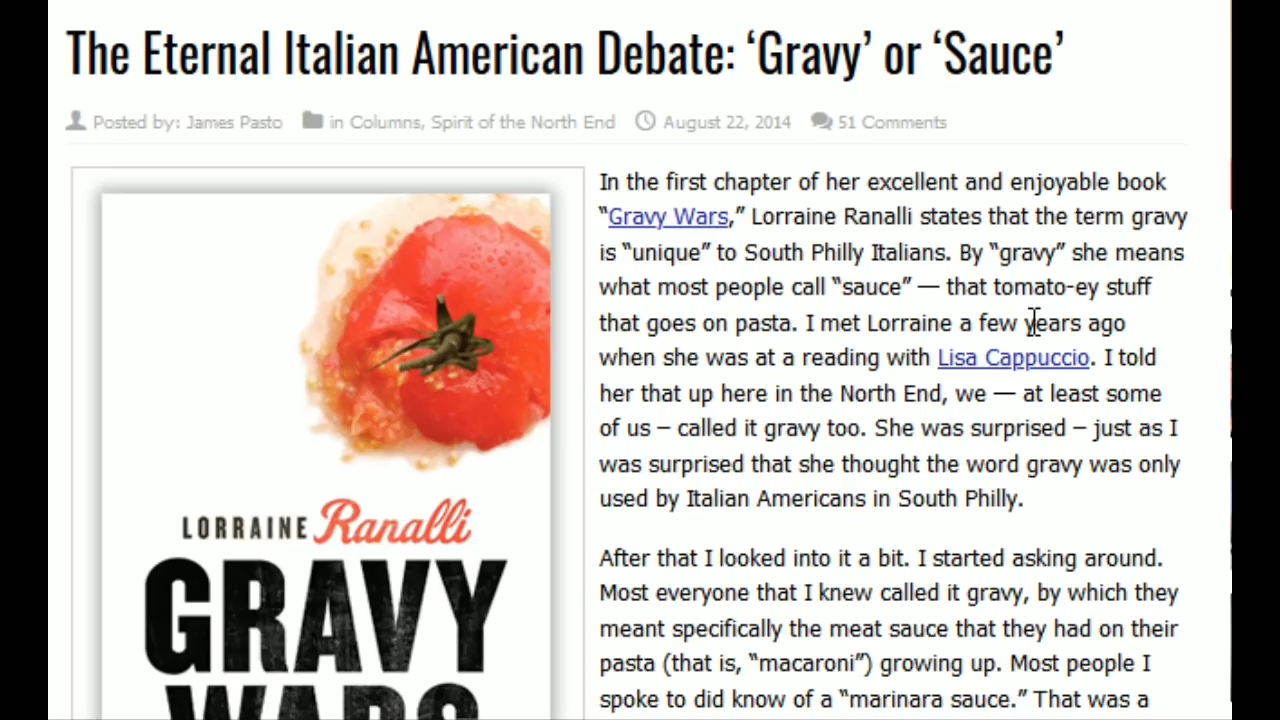 The Eternal Italian American Debate: ‘Gravy’ or ‘Sauce’
Posted by: James Pasto in Columns, Spirit of the North End August 22, 2014 51 Comments
In the first chapter of her excellent and enjoyable book
“Gravy Wars,” Lorraine Ranalli states that the term gravy
is “unique” to South Philly Italians. By “gravy” she means
what most people call “sauce” — that tomato-ey stuff
that goes on pasta. I met Lorraine a few years ago
when she was at a reading with Lisa Cappuccio. I told
her that up here in the North End, we — at least some
of us – called it gravy too. She was surprised – just as I
was surprised that she thought the word gravy was only
used by Italian Americans in South Philly.
After that I looked into it a bit. I started asking around.
Most everyone that I knew called it gravy, by which they
meant specifically the meat sauce that they had on their
pasta (that is, “macaroni”) growing up. Most people I
spoke to did know of a “marinara sauce.” That was a
LORRAINE Ranalli
GRAVY
WARS